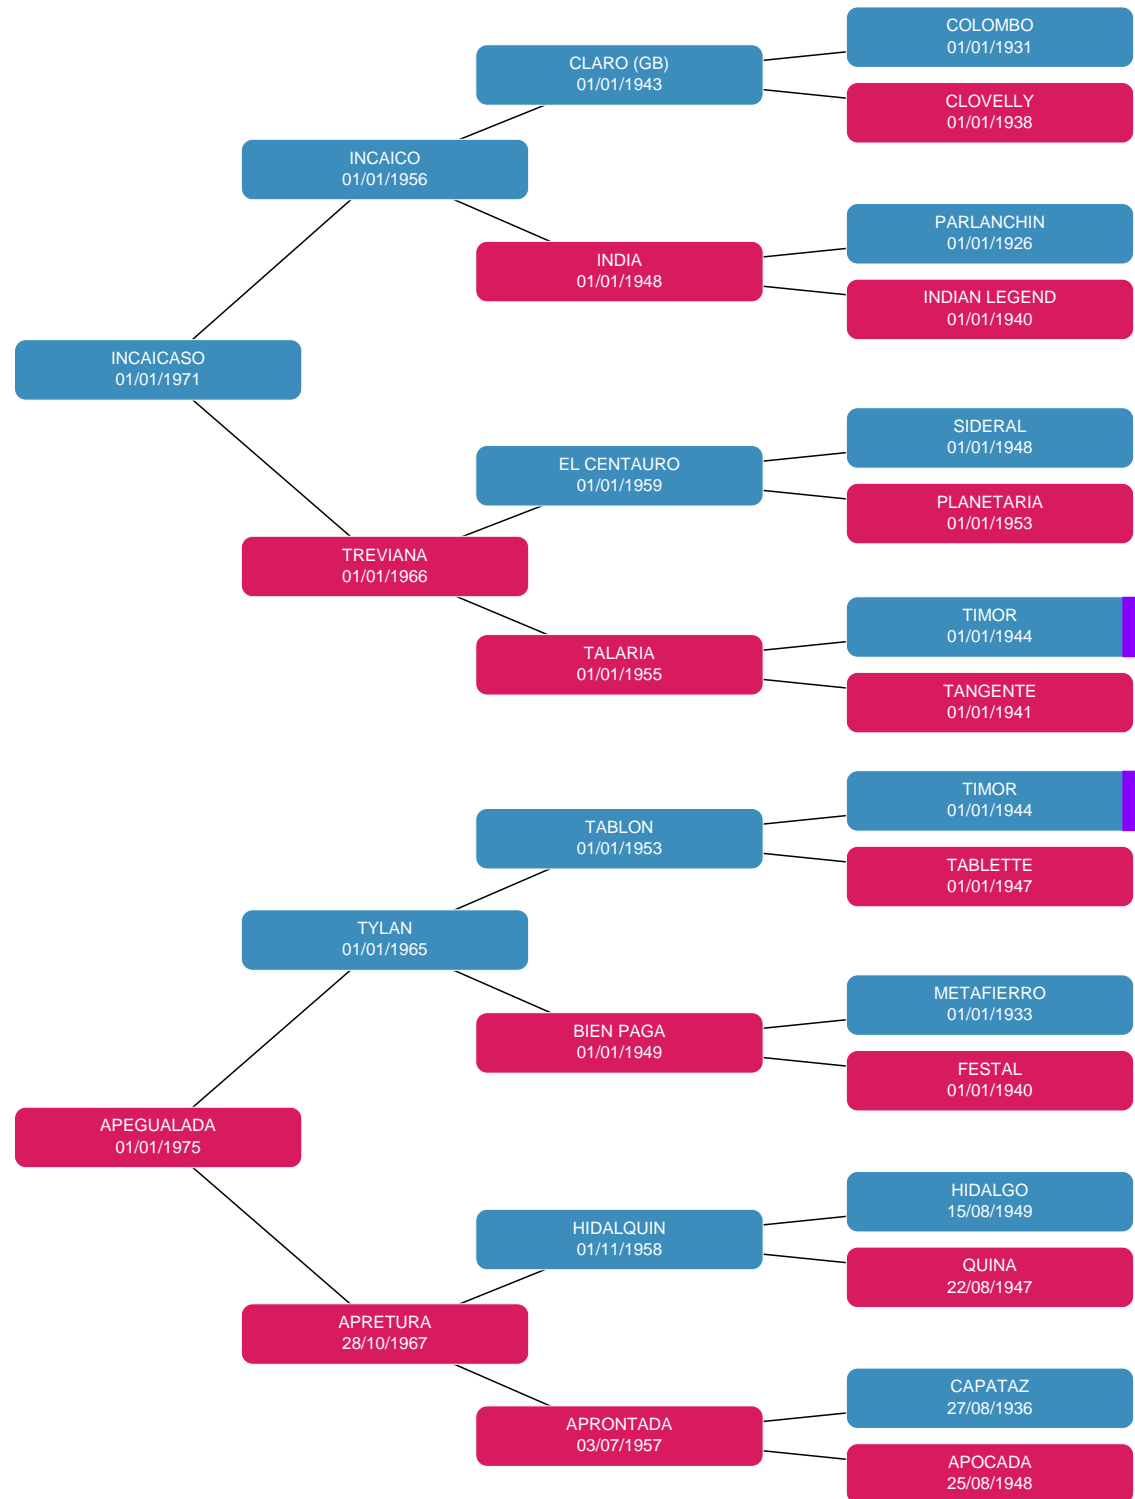 COLOMBO
01/01/1931
CLARO (GB)
01/01/1943
CLOVELLY
01/01/1938
INCAICO
01/01/1956
PARLANCHIN
01/01/1926
INDIA
01/01/1948
INDIAN LEGEND
01/01/1940
INCAICASO
01/01/1971
SIDERAL
01/01/1948
EL CENTAURO
01/01/1959
PLANETARIA
01/01/1953
TREVIANA
01/01/1966
TIMOR
01/01/1944
TALARIA
01/01/1955
TANGENTE
01/01/1941
TIMOR
01/01/1944
TABLON
01/01/1953
TABLETTE
01/01/1947
TYLAN
01/01/1965
METAFIERRO
01/01/1933
BIEN PAGA
01/01/1949
FESTAL
01/01/1940
APEGUALADA
01/01/1975
HIDALGO
15/08/1949
HIDALQUIN
01/11/1958
QUINA
22/08/1947
APRETURA
28/10/1967
CAPATAZ
27/08/1936
APRONTADA
03/07/1957
APOCADA
25/08/1948